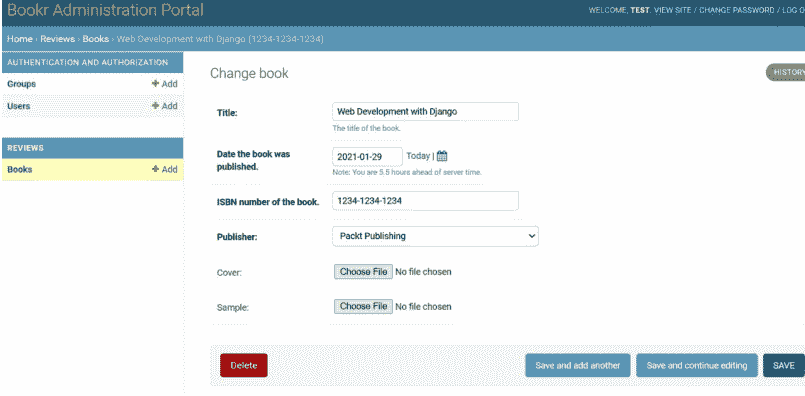 Bookr Administration Portal
WELCOME, TEST. VIEW SITE / CHANGE PASSWORD / LOG O
Home › Reviews › Books › Web Development with Django (1234-1234-1234)
AUTHENTICATION AND AUTHORIZATION
Groups + Add
Users + Add
REVIEWS
Books + Add
Change book
HISTORY
Title: Web Development with Django
The title of the book.
Date the book was
published.
2021-01-29 Today |
Note: You are 5.5 hours ahead of server time.
ISBN number of the book. 1234-1234-1234
Publisher: Packt Publishing
Cover: Choose File No file chosen
Sample: Choose File No file chosen
Delete Save and add another Save and continue editing SAVE